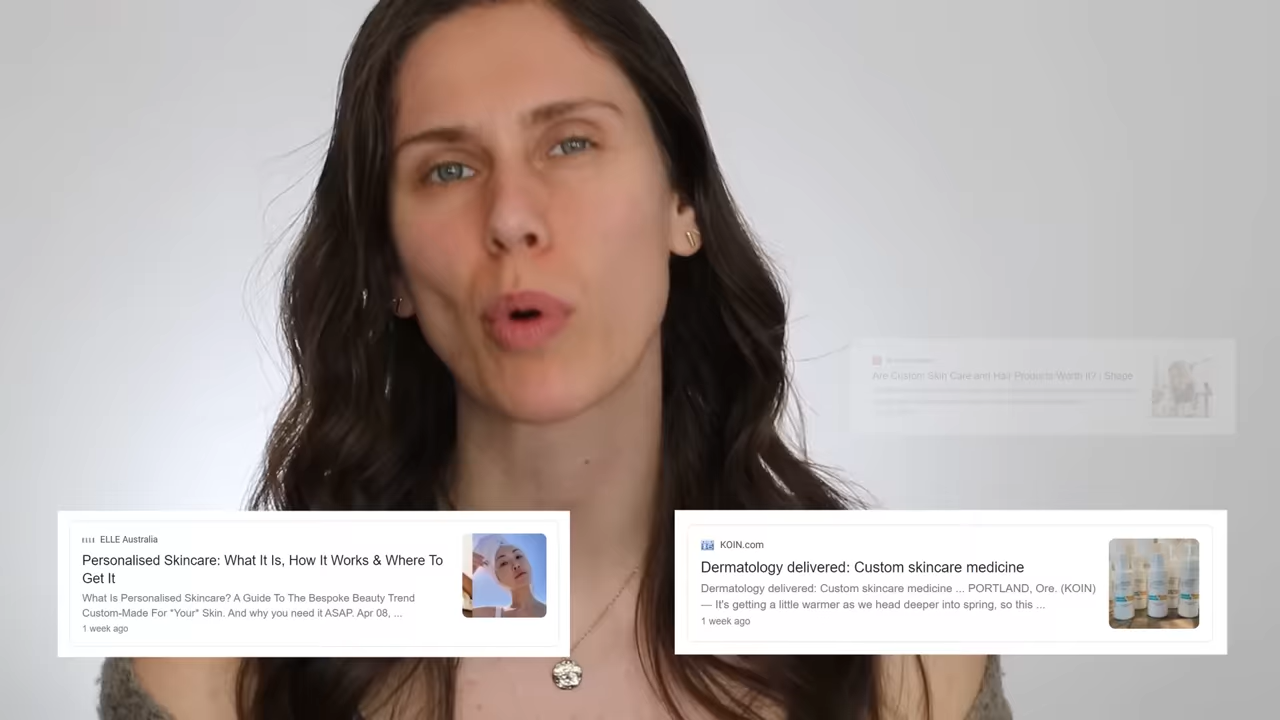 Are Custom Skin Care and Hair Products Worth It? | Shape
ELLE Australia
Personalised Skincare: What It Is, How It Works & Where To
Get It
What Is Personalised Skincare? A Guide To The Bespoke Beauty Trend
Custom-Made For *Your* Skin. And why you need it ASAP. Apr 08, ...
1 week ago
KOIN.com
Dermatology delivered: Custom skincare medicine
Dermatology delivered: Custom skincare medicine ... PORTLAND, Ore. (KOIN)
— It's getting a little warmer as we head deeper into spring, so this ...
1 week ago